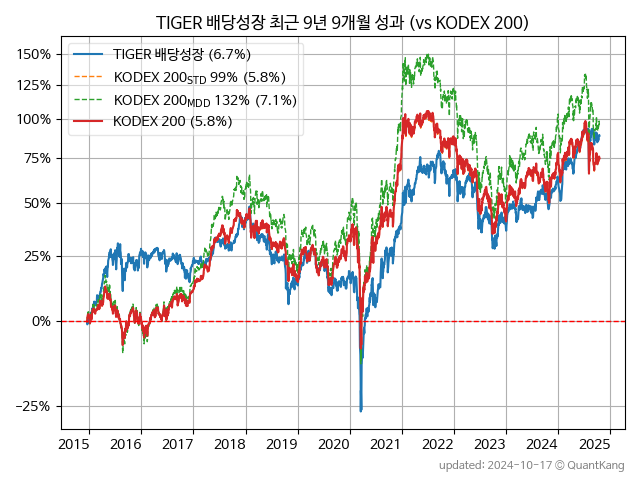 TIGER 배당성장 최근 9년 9개월 성과 (vs KODEX 200)
TIGER 배당성장 (6.7%)
KODEX 200STD 99% (5.8%)
KODEX 200MDD 132% (7.1%)
KODEX 200 (5.8%)
150%
125%
100%
75%
50%
25%
0%
−25%
2015 2016 2017 2018 2019 2020 2021 2022 2023 2024 2025
updated: 2024-10-17 © QuantKang